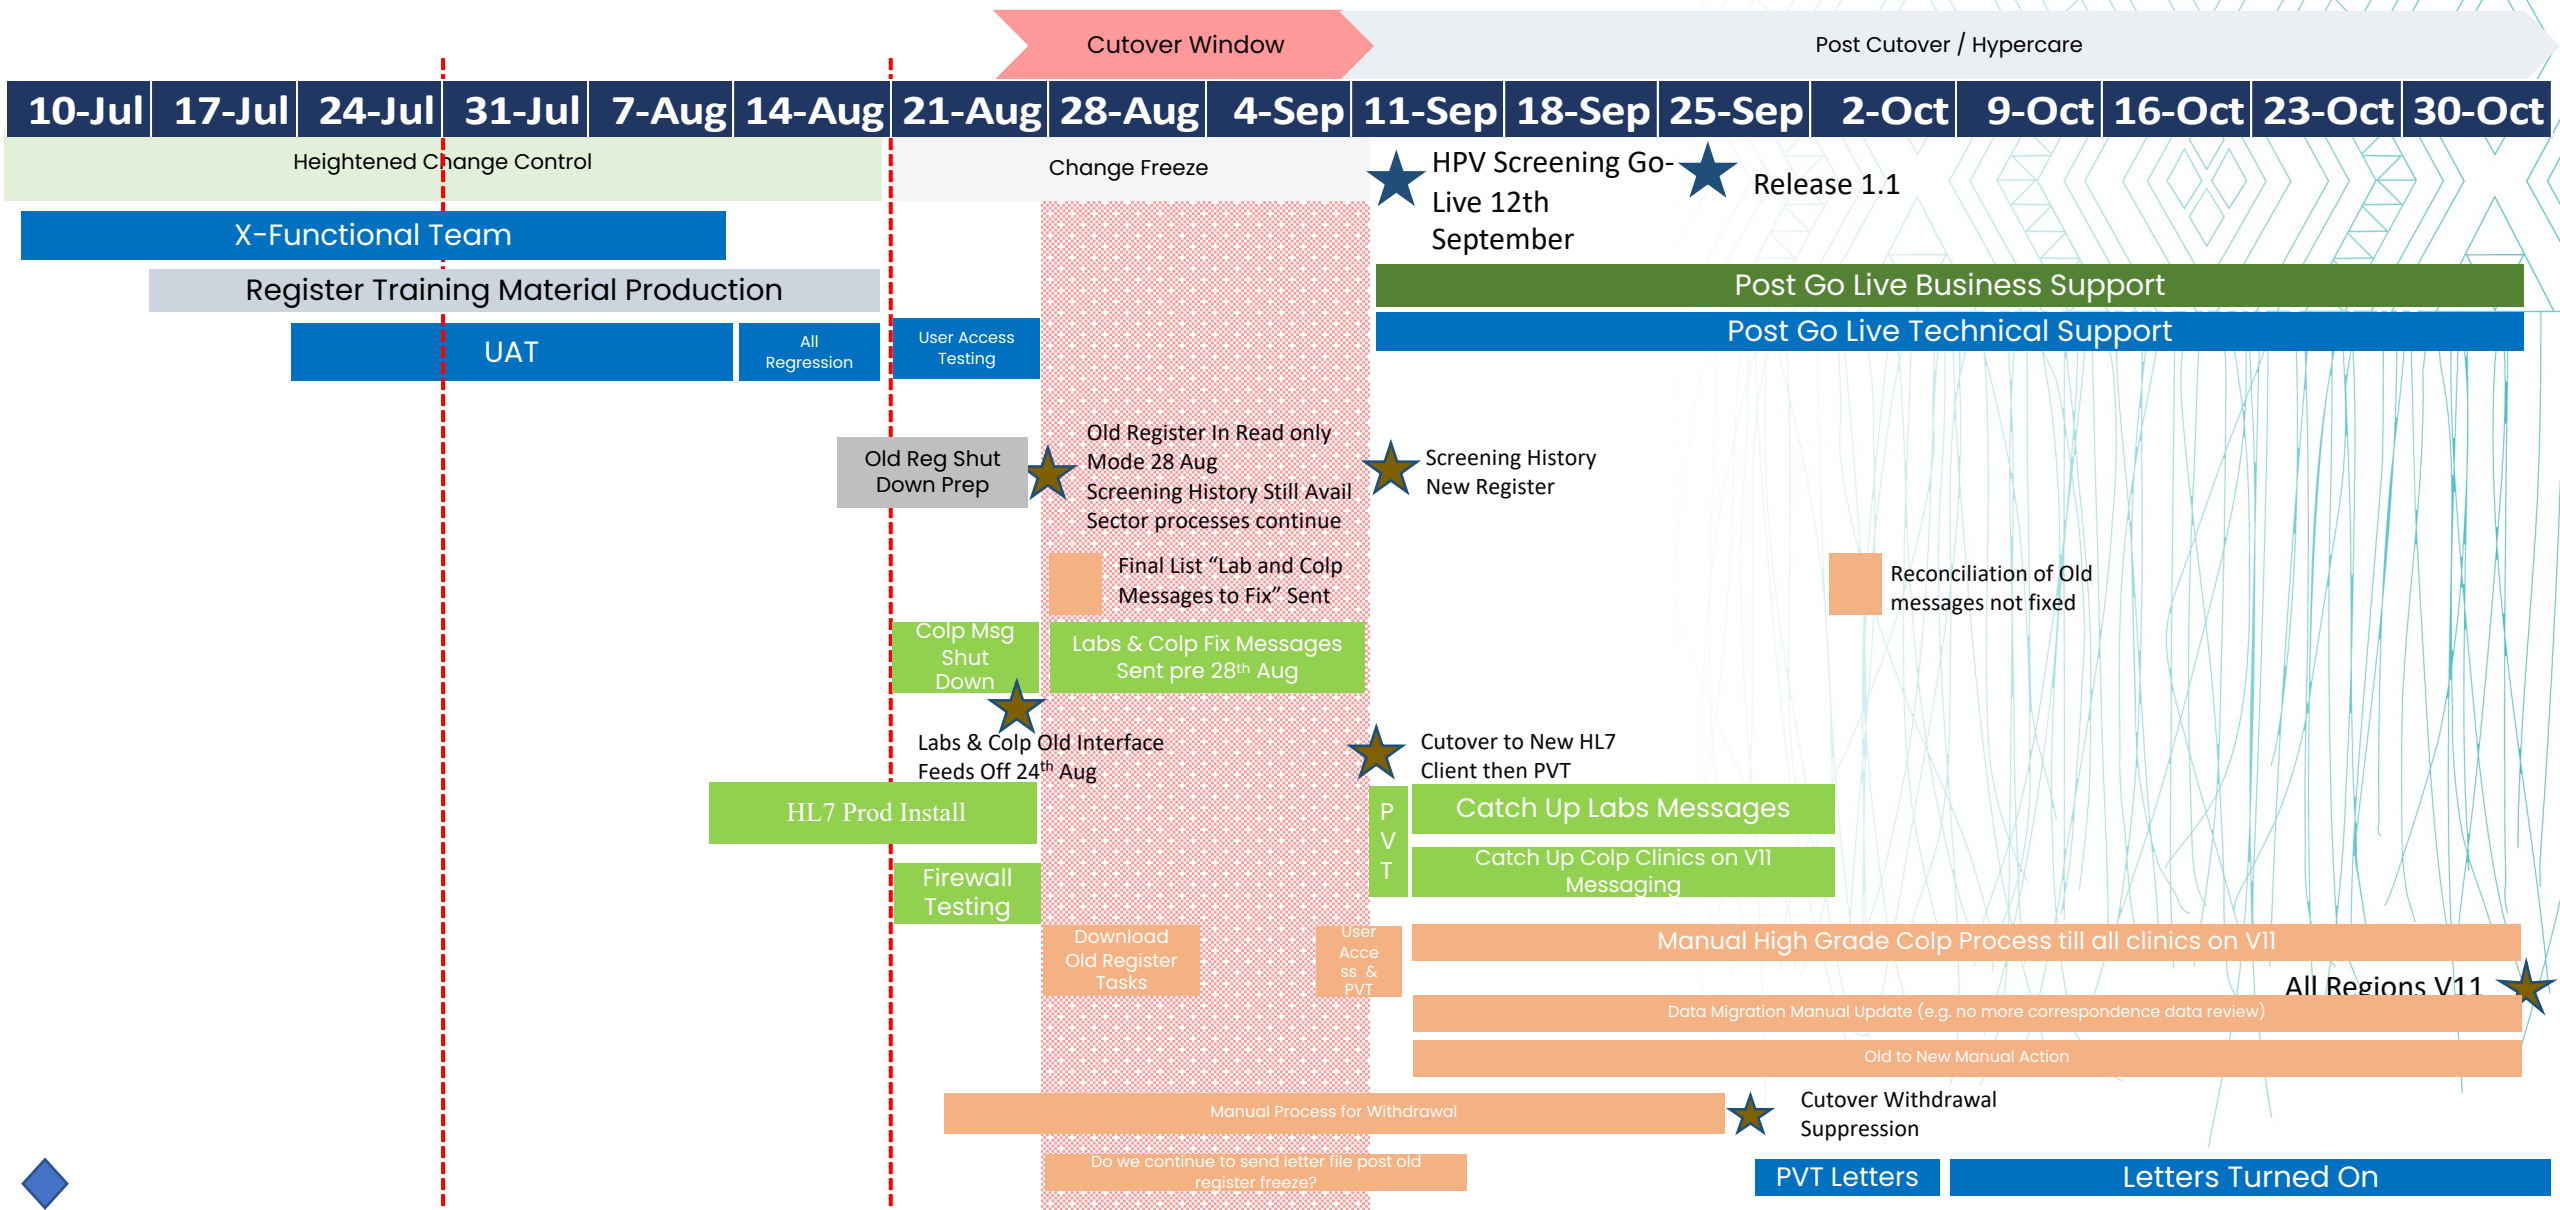 Cutover Window
Post Cutover / Hypercare
10-Jul 17-Jul 24-Jul 31-Jul 7-Aug 14-Aug 21-Aug 28-Aug 4-Sep 11-Sep 18-Sep 25-Sep 2-Oct 9-Oct 16-Oct 23-Oct 30-Oct
Heightened Change Control
Change Freeze
HPV Screening Go-
Live 12th
September
Release 1.1
X-Functional Team
Register Training Material Production
Post Go Live Business Support
UAT
All
Regression
User Access
Testing
Post Go Live Technical Support
Old Reg Shut
Down Prep
Old Register In Read only
Mode 28 Aug
Screening History Still Avail
Sector processes continue
Screening History
New Register
Final List “Lab and Colp
Messages to Fix” Sent
Reconciliation of Old
messages not fixed
Colp Msg
Shut
Down
Labs & Colp Fix Messages
Sent pre 28th Aug
Labs & Colp Old Interface
Feeds Off 24th Aug
Cutover to New HL7
Client then PVT
HL7 Prod Install
P
V
T
Catch Up Labs Messages
Catch Up Colp Clinics on V11
Messaging
Firewall
Testing
Download
Old Register
Tasks
User
Acce
ss &
PVT
Manual High Grade Colp Process till all clinics on V11
All Regions V11
Data Migration Manual Update (e.g. no more correspondence data review)
Old to New Manual Action
Manual Process for Withdrawal
Cutover Withdrawal
Suppression
Do we continue to send letter file post old
register freeze?
PVT Letters
Letters Turned On